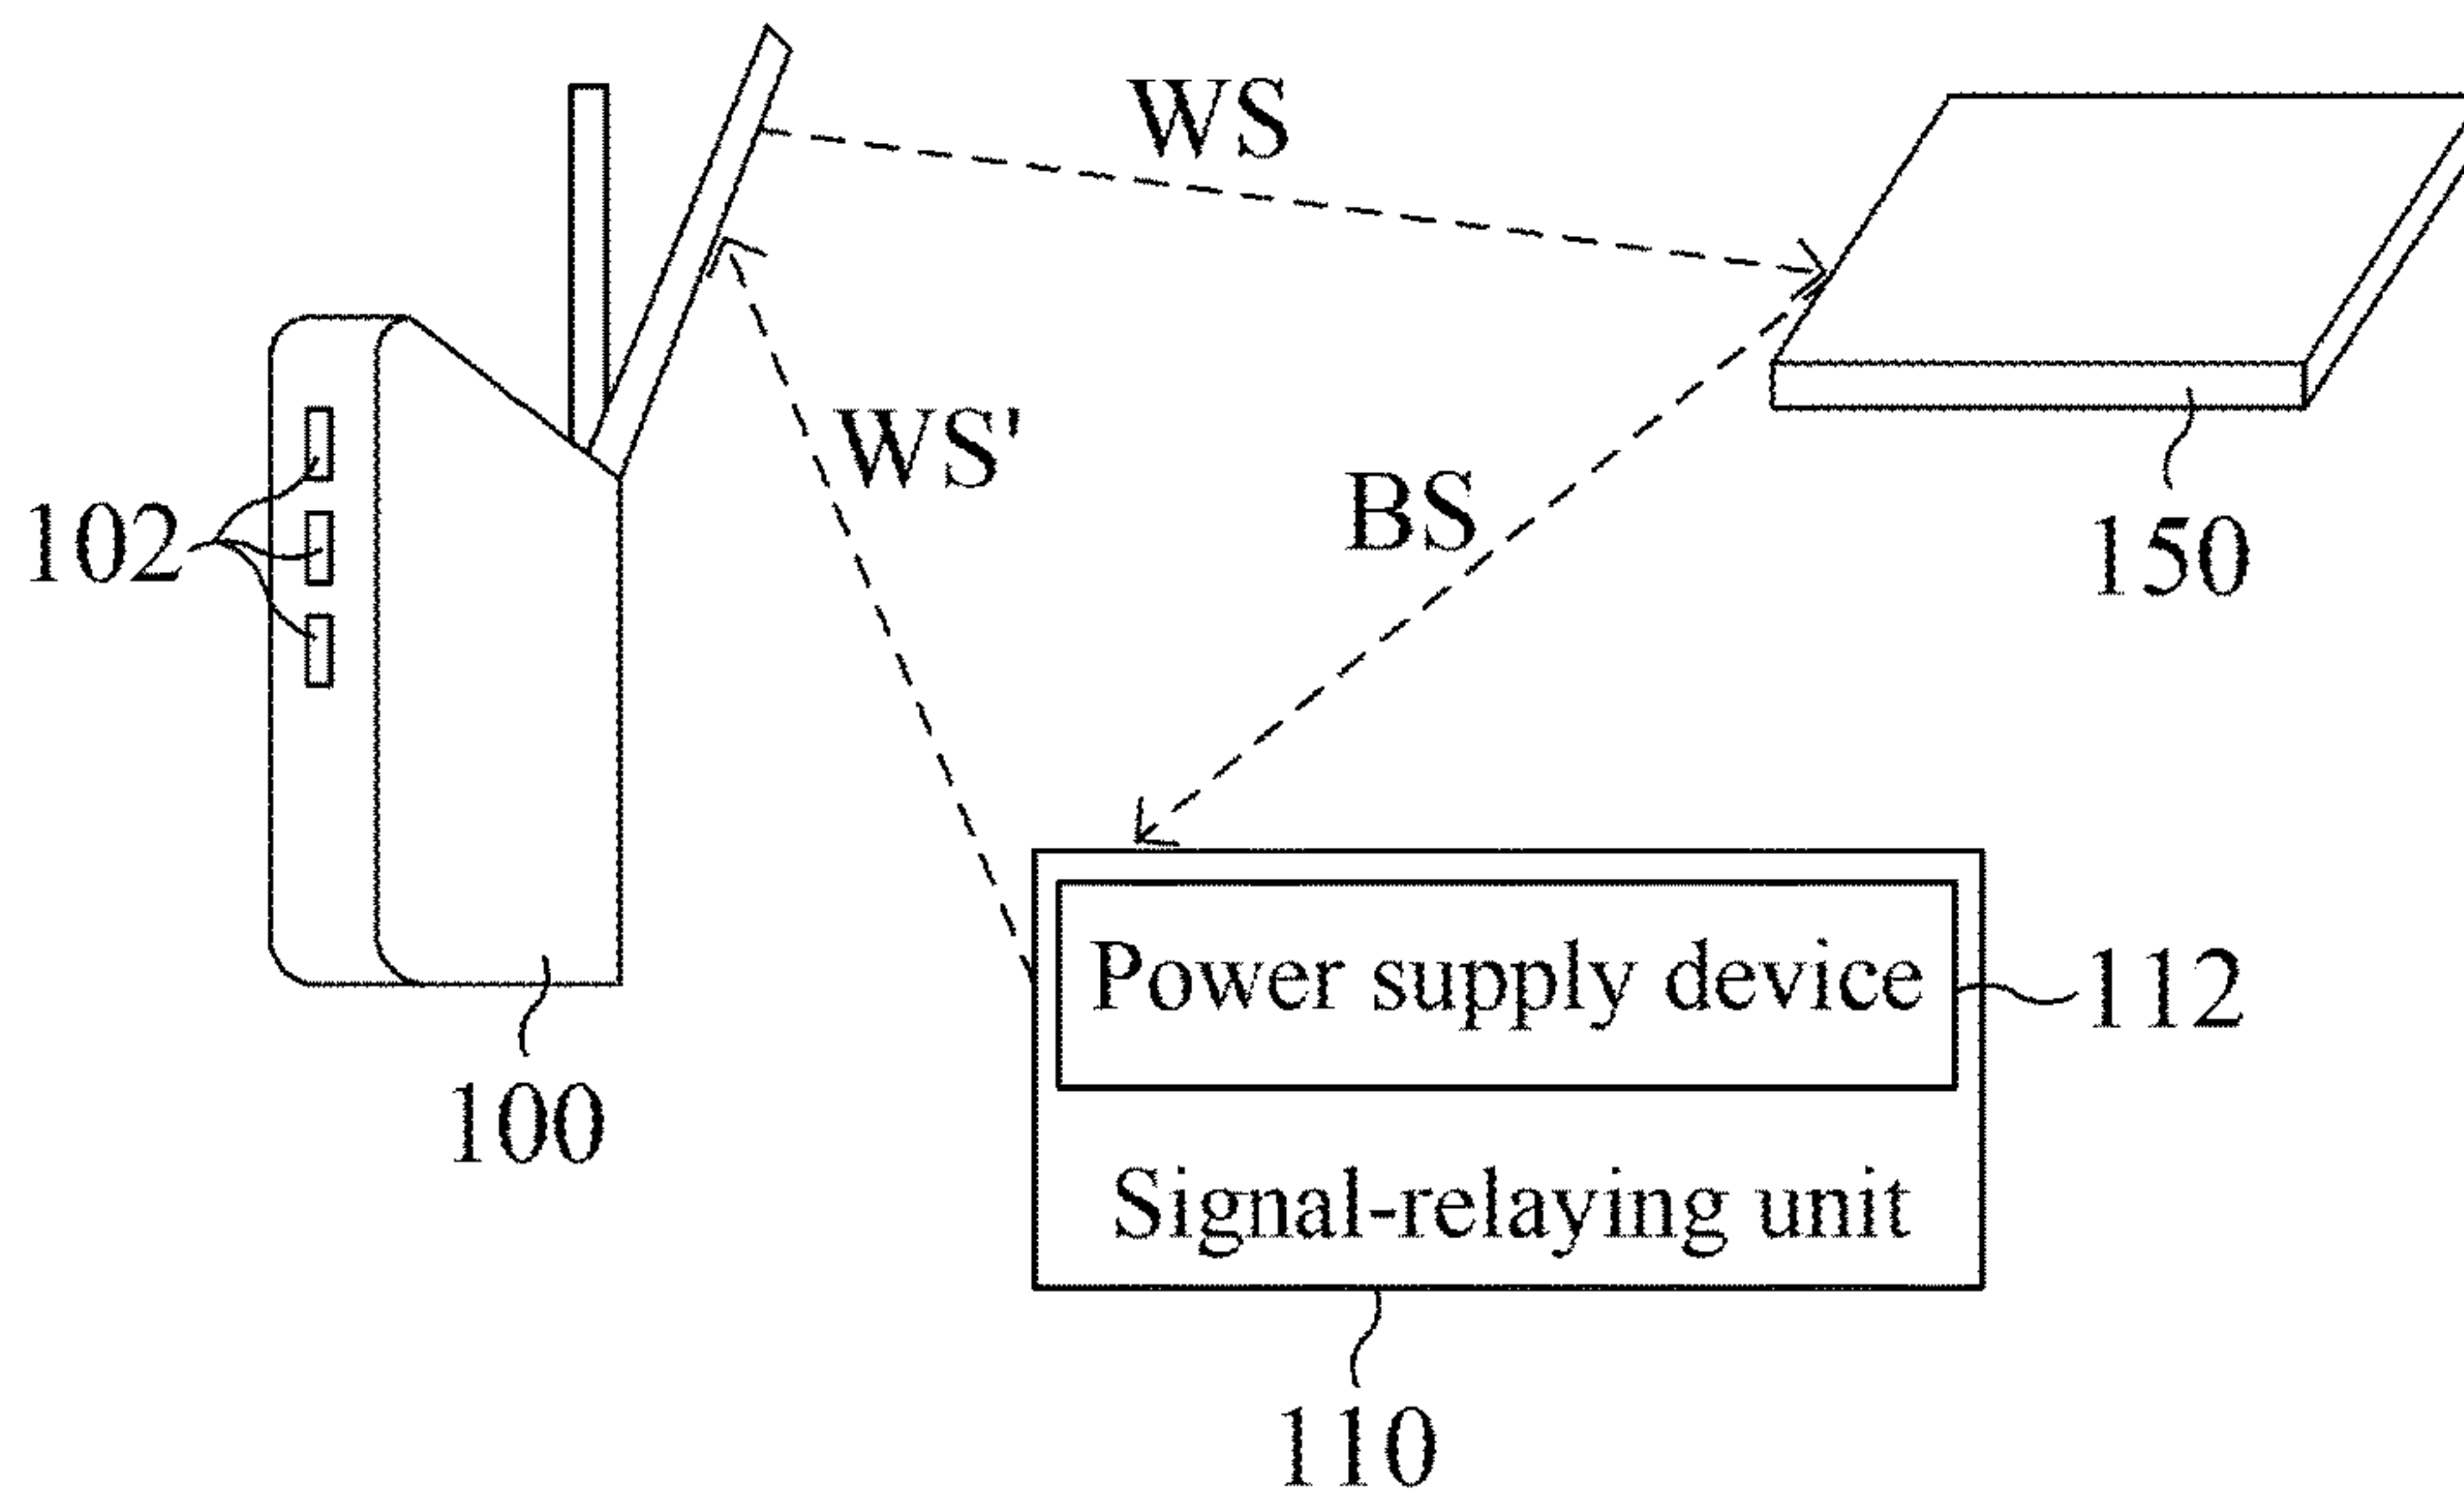 WS
WS'
BS
102
150
Power supply device
112
100
Signal-relaying unit
110